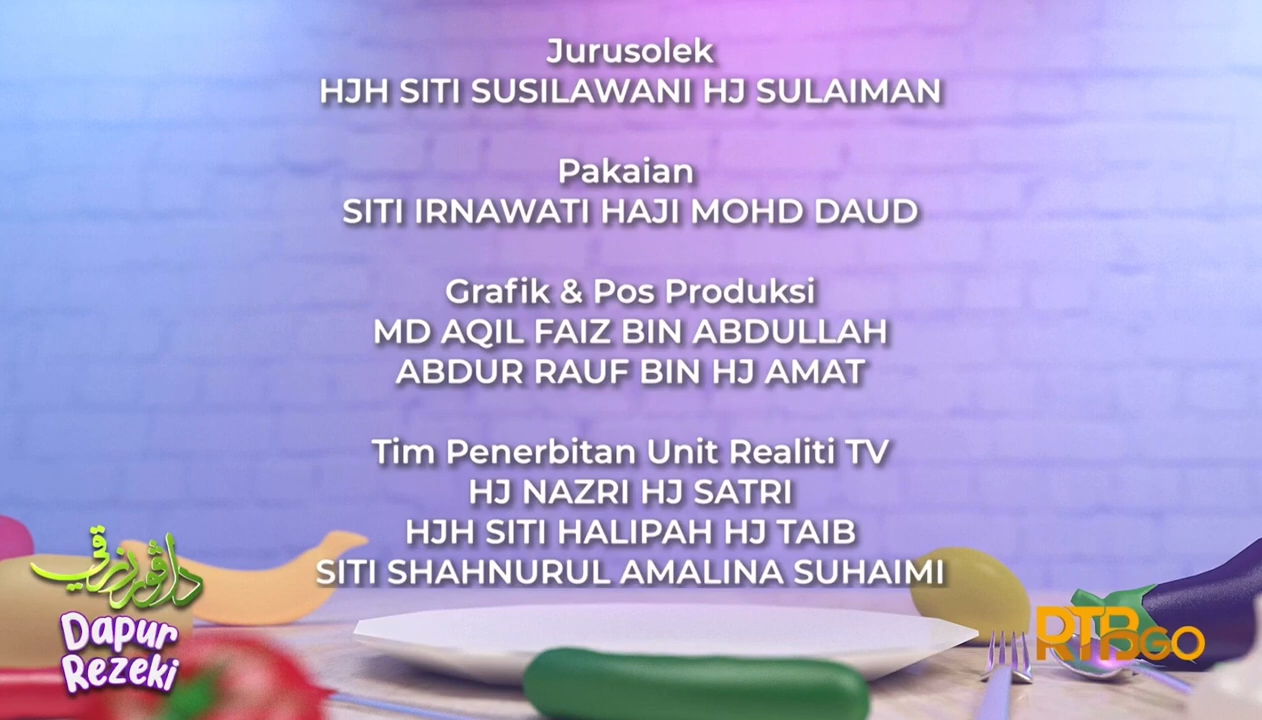 Jurusolek
HJH SITI SUSILAWANI HJ SULAIMAN
Pakaian
SITI IRNAWATI HAJI MOHD DAUD
Grafik & Pos Produksi
MD AQIL FAIZ BIN ABDULLAH
ABDUR RAUF BIN HJ AMAT
Tim Penerbitan Unit Realiti TV
HJ NAZRI HJ SATRI
HJH SITI HALIPAH HJ TAIB
SITI SHAHNURUL AMALINA SUHAIMI
داڤور رزقي
Dapur
Rezeki
RTBGO